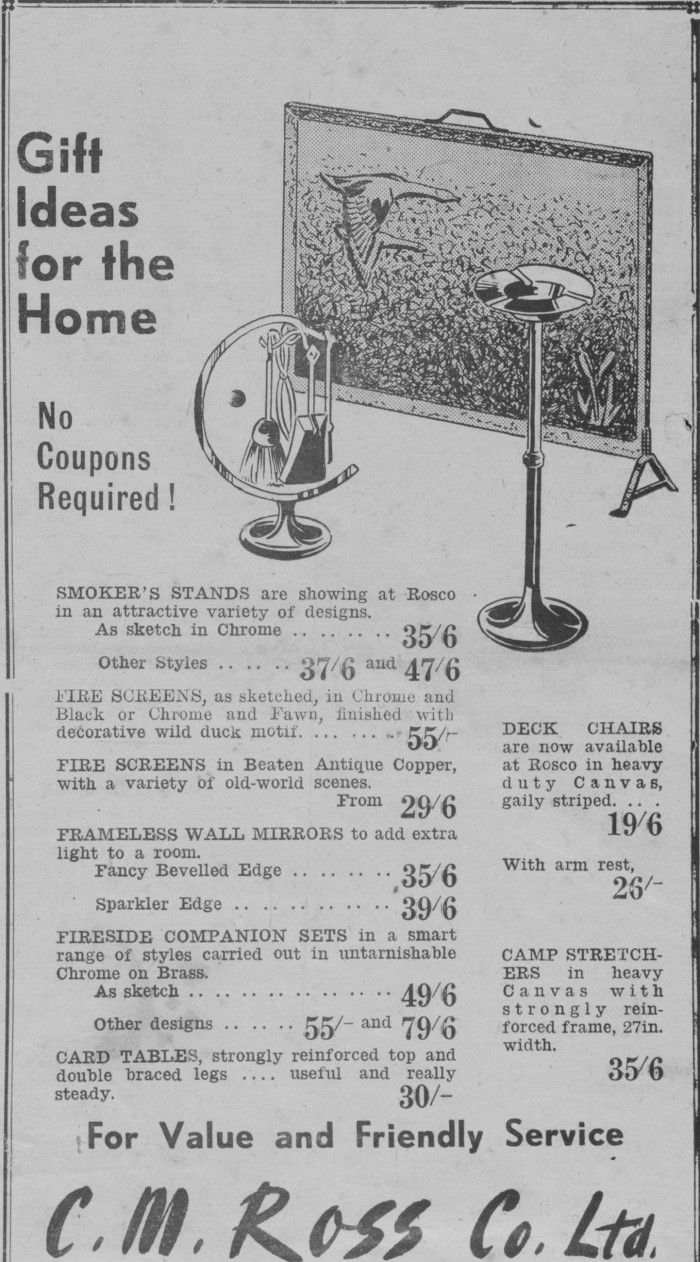 Gift
Ideas
for the
Home
No
Coupons
Required !
SMOKER'S STANDS are showing at Rosco
in an attractive variety of designs.
As sketch in Chrome ........ 35/6
Other Styles ...... 37/6 and 47/6
FIRE SCREENS, as sketched, in Chrome and
Black or Chrome and Fawn, finished with
decorative wild duck motif. ........ 55/-
FIRE SCREENS in Beaten Antique Copper,
with a variety of old-world scenes.
From 29/6
FRAMELESS WALL MIRRORS to add extra
light to a room.
Fancy Bevelled Edge ........ 35/6
Sparkler Edge ............ 39/6
FIRESIDE COMPANION SETS in a smart
range of styles carried out in untarnishable
Chrome on Brass.
As sketch ................ 49/6
Other designs ...... 55/- and 79/6
CARD TABLES, strongly reinforced top and
double braced legs .... useful and really
steady. 30/-
DECK CHAIRS
are now available
at Rosco in heavy
duty Canvas,
gaily striped. ...
19/6
With arm rest,
26/-
CAMP STRETCH-
ERS in heavy
Canvas with
strongly rein-
forced frame, 27in.
width.
35/6
For Value and Friendly Service
C. M. Ross Co. Ltd.